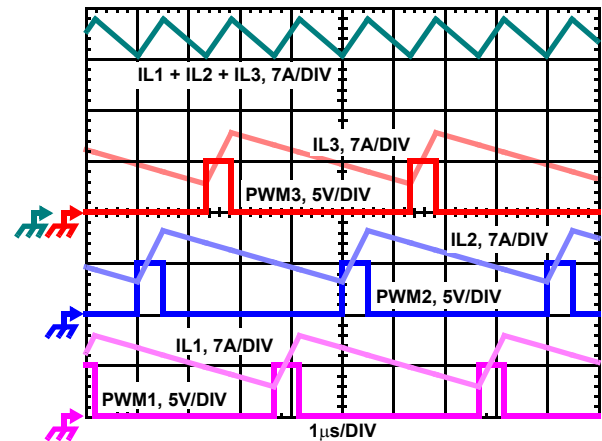 IL1 + IL2 + IL3, 7A/DIV
IL3, 7A/DIV
PWM3, 5V/DIV
IL2, 7A/DIV
PWM2, 5V/DIV
IL1, 7A/DIV
PWM1, 5V/DIV
1μs/DIV